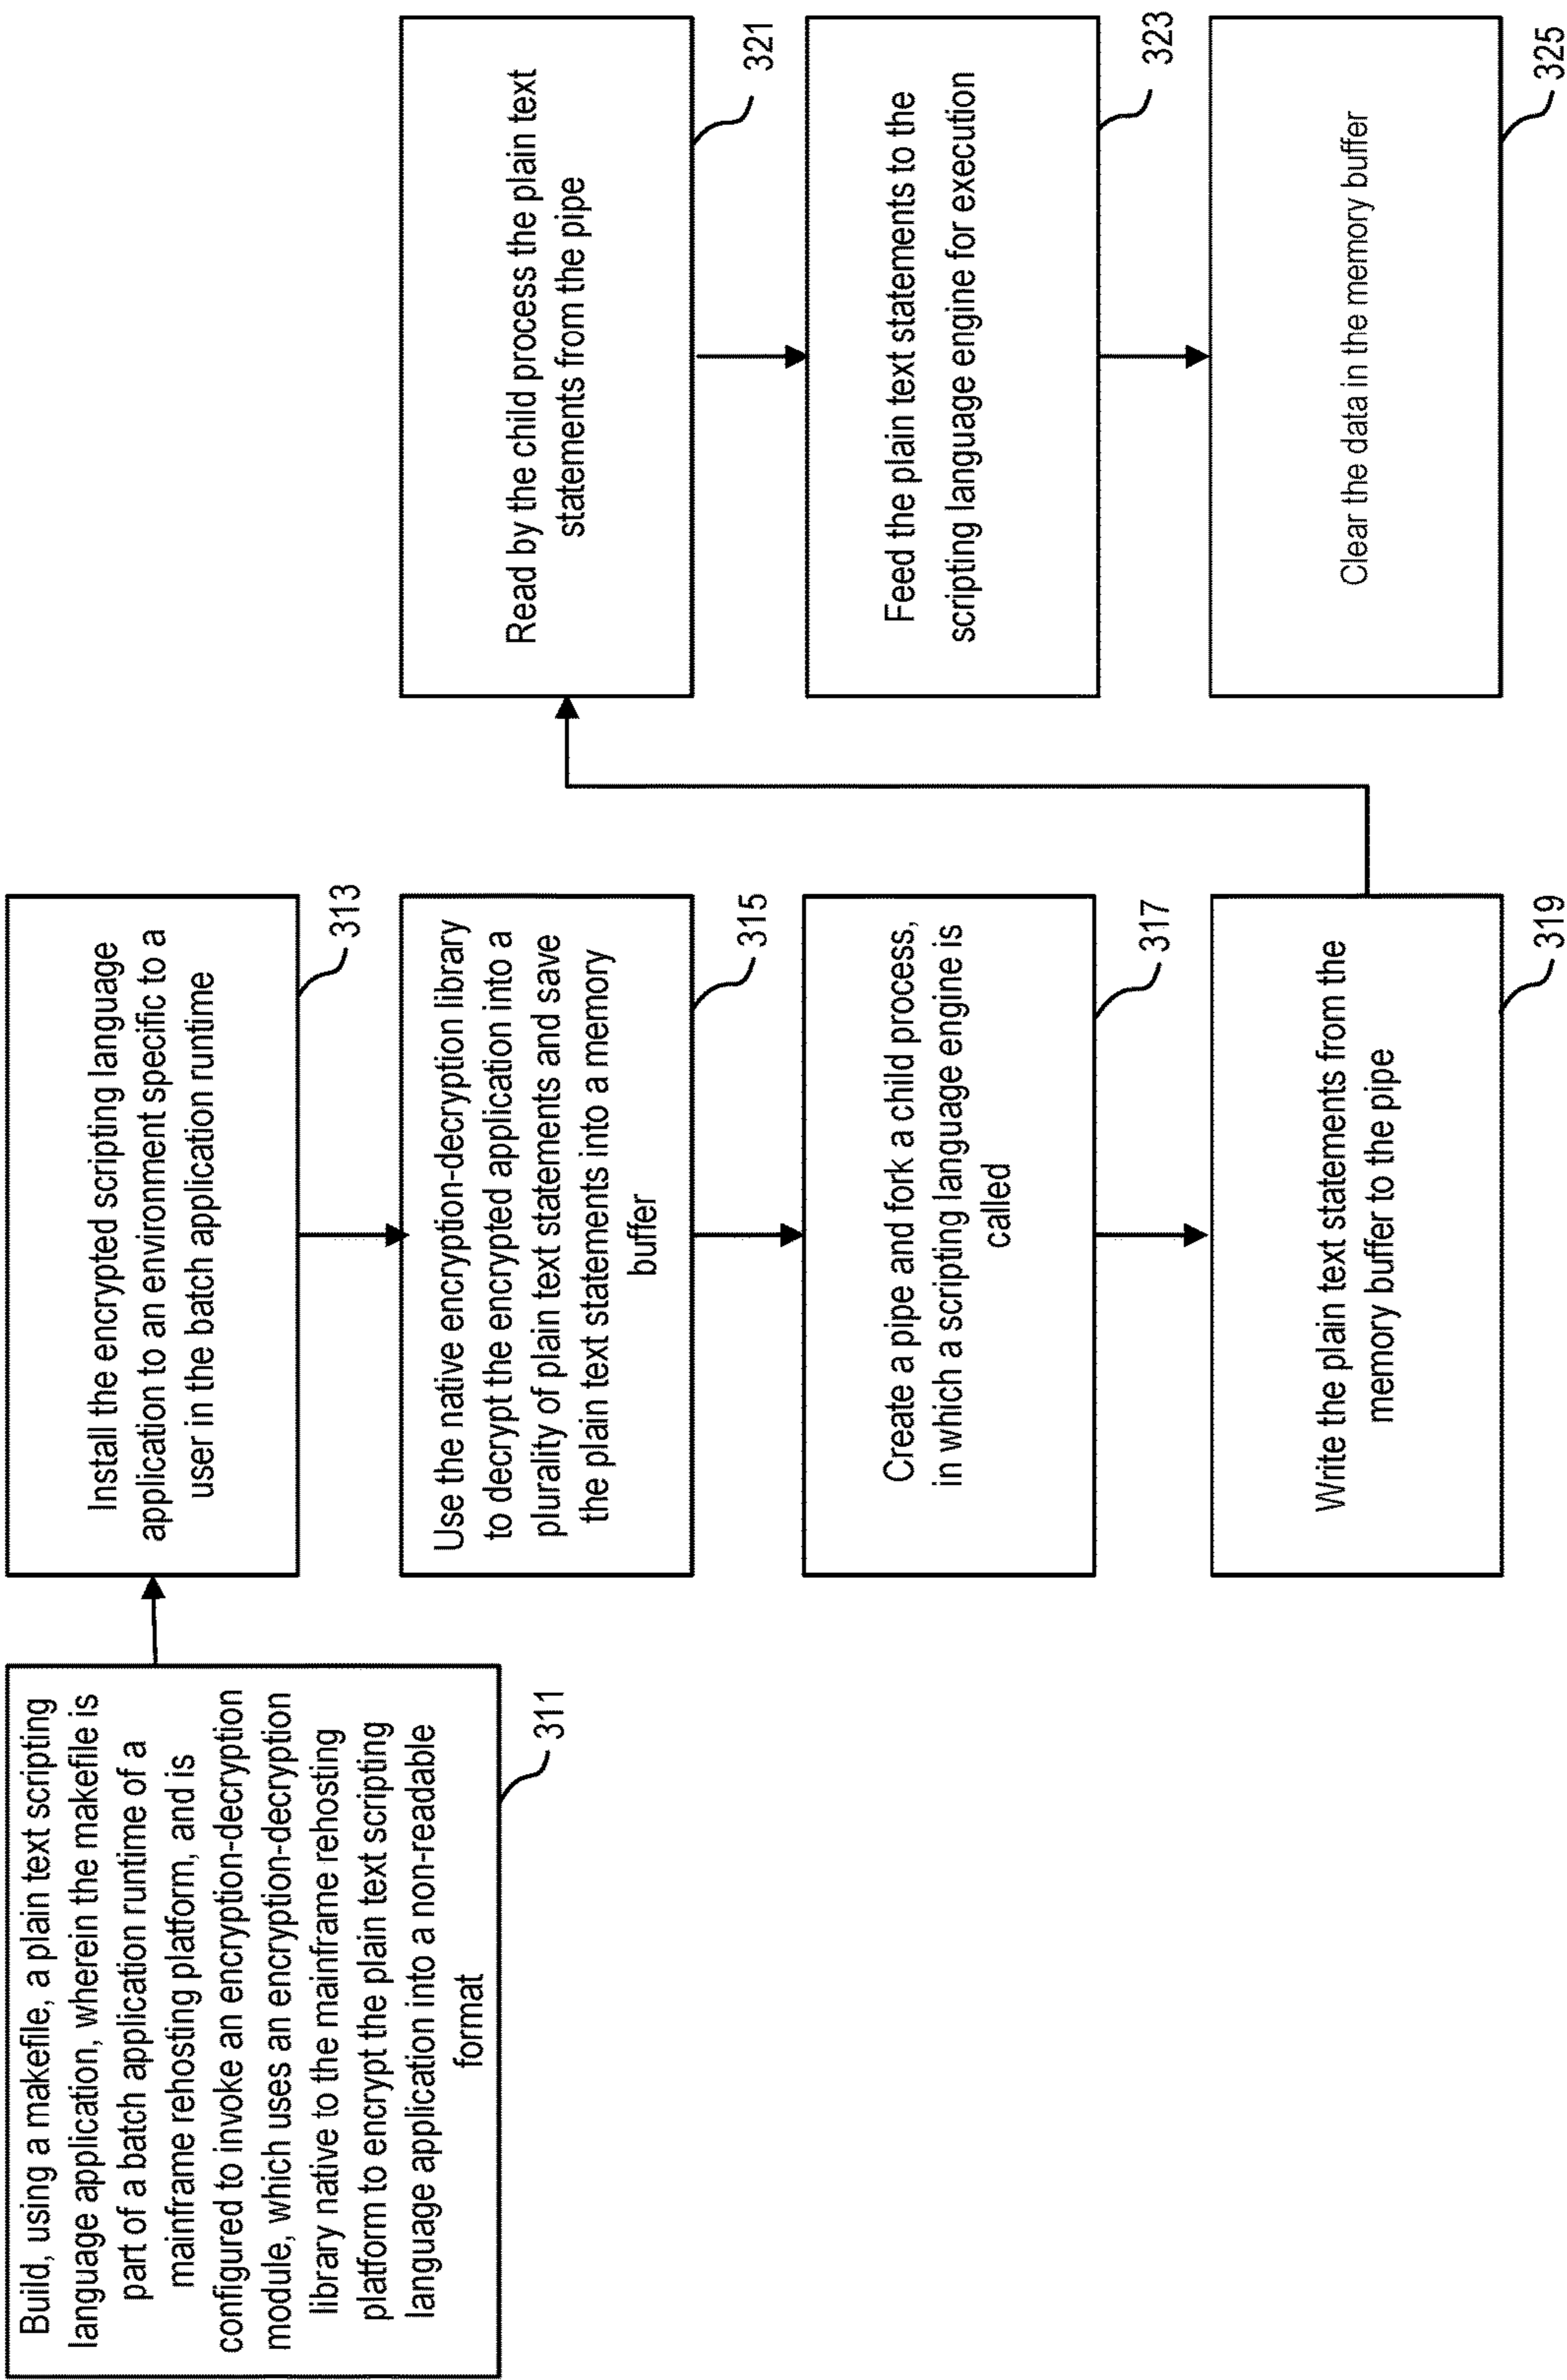 Build, using a makefile, a plain text scripting
language application, wherein the makefile is
part of a batch application runtime of a
mainframe rehosting platform, and is
configured to invoke an encryption-decryption
module, which uses an encryption-decryption
library native to the mainframe rehosting
platform to encrypt the plain text scripting
language application into a non-readable
format
311
Install the encrypted scripting language
application to an environment specific to a
user in the batch application runtime
313
Use the native encryption-decryption library
to decrypt the encrypted application into a
plurality of plain text statements and save
the plain text statements into a memory
buffer
315
Create a pipe and fork a child process,
in which a scripting language engine is
called
317
Write the plain text statements from the
memory buffer to the pipe
319
Read by the child process the plain text
statements from the pipe
321
Feed the plain text statements to the
scripting language engine for execution
323
Clear the data in the memory buffer
325